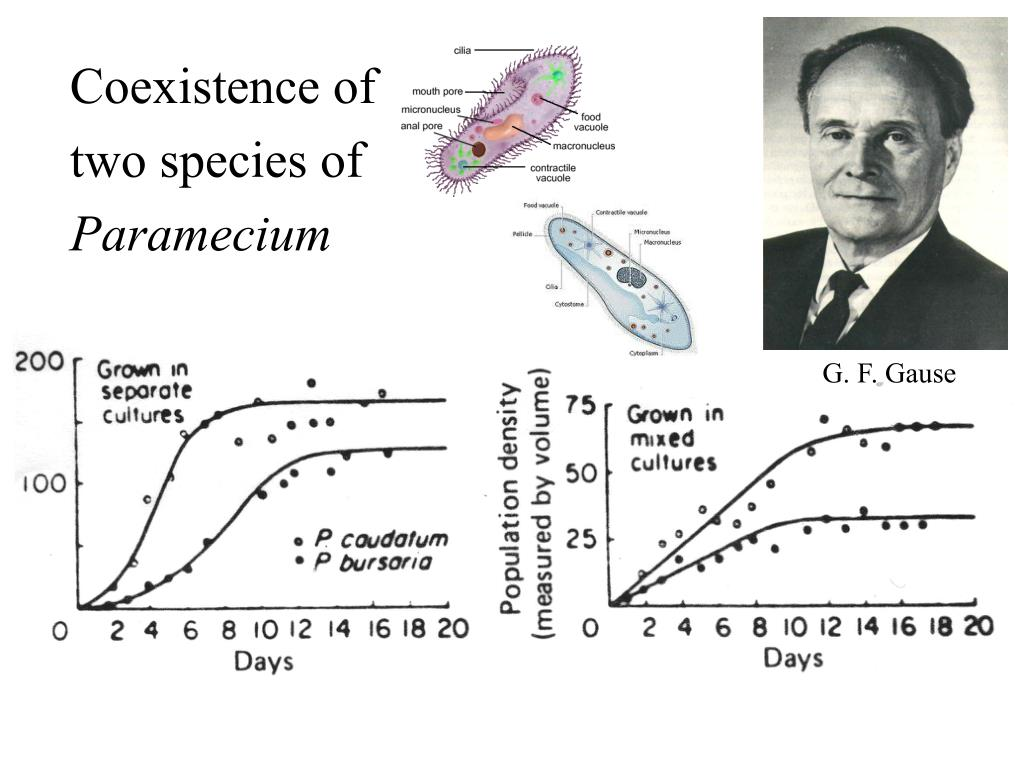 Coexistence of
two species of
Paramecium
cilia
mouth pore
micronucleus
anal pore
food
vacuole
macronucleus
contractile
vacuole
Food vacuole
Contractile vacuole
Pellicle
Micronucleus
Macronucleus
Cilia
Cytostome
Cytoplasm
G. F. Gause
200
100
Grown in
separate
cultures
P. caudatum
P bursaria
0 2 4 6 8 10 12 14 16 18 20
Days
Population density
(measured by volume)
75
50
25
Grown in
mixed
cultures
0 2 4 6 8 10 12 14 16 18 20
Days